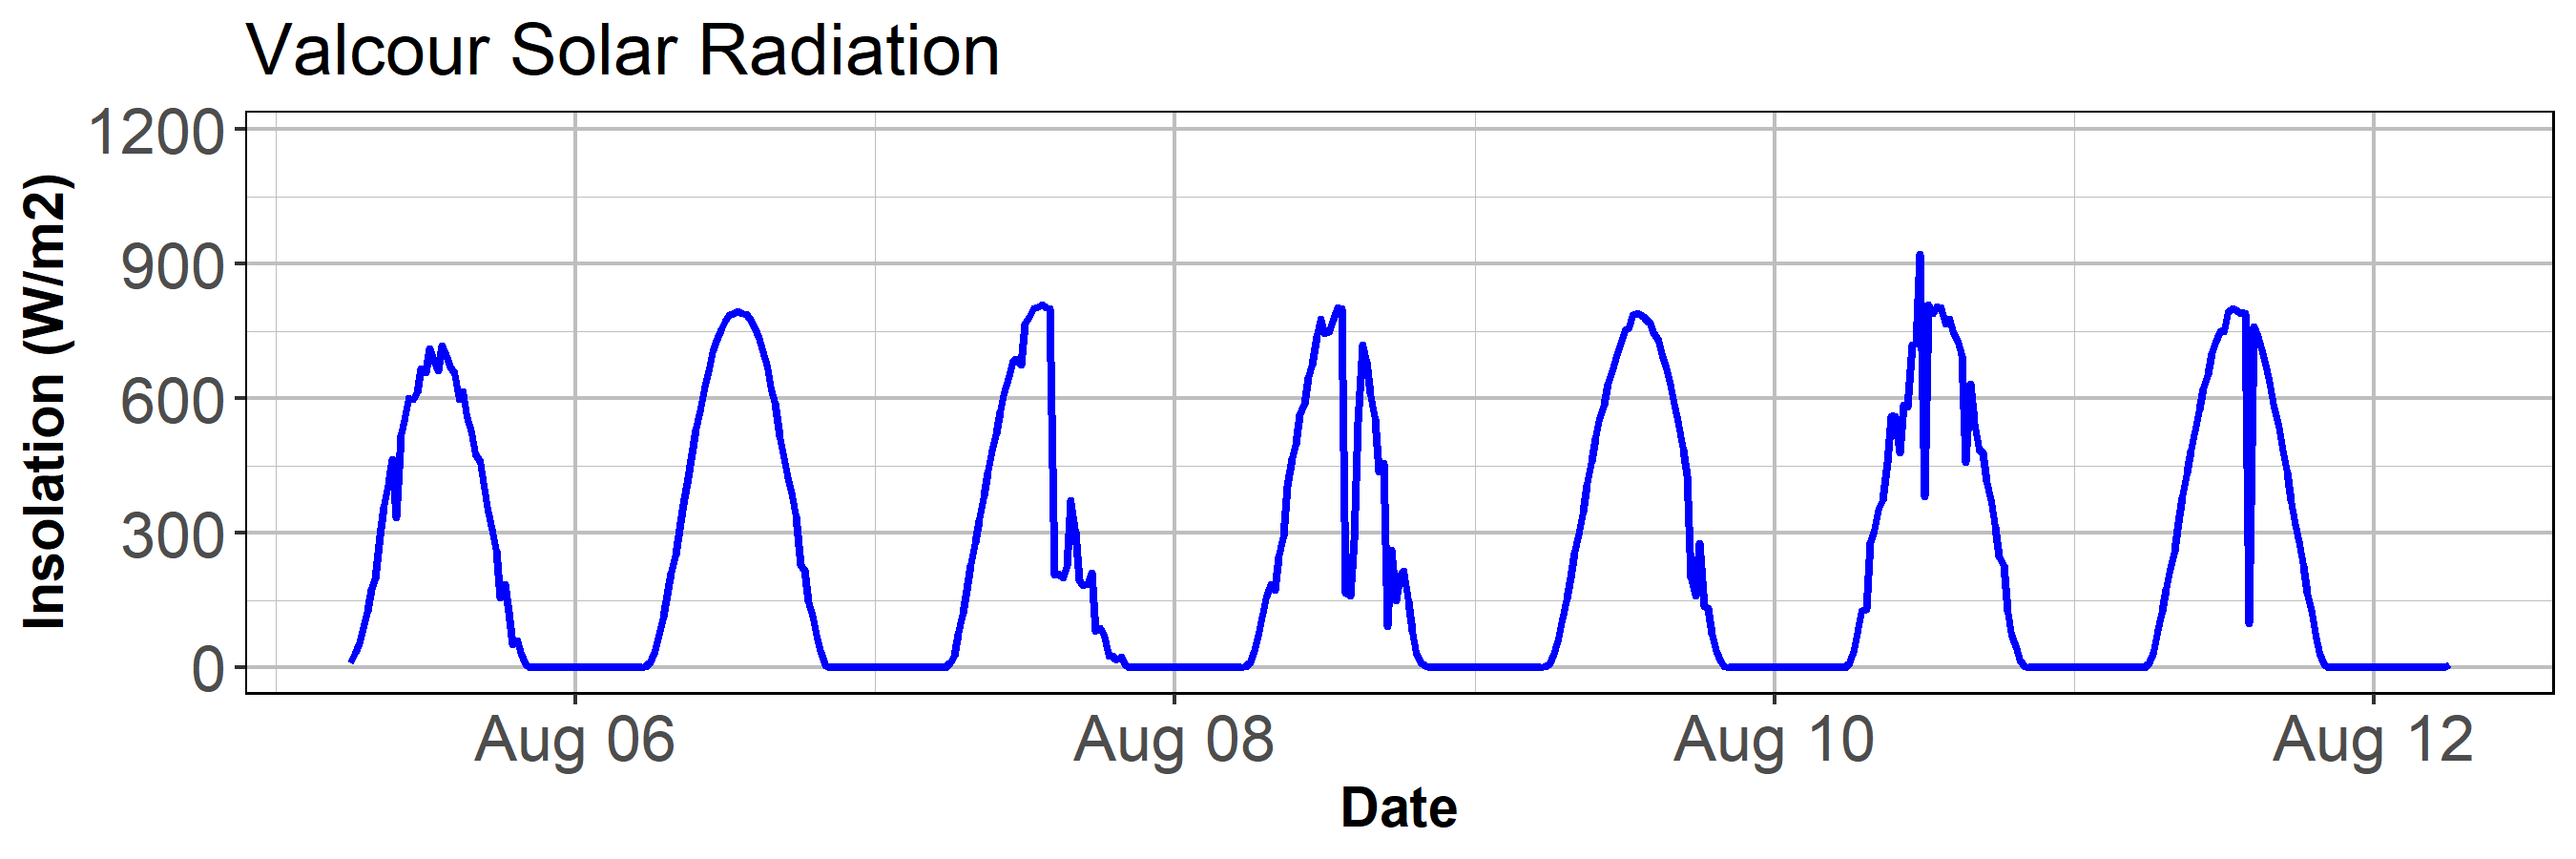 Valcour Solar Radiation
Insolation (W/m2)
1200
900
600
300
0
Aug 06
Aug 08
Aug 10
Aug 12
Date